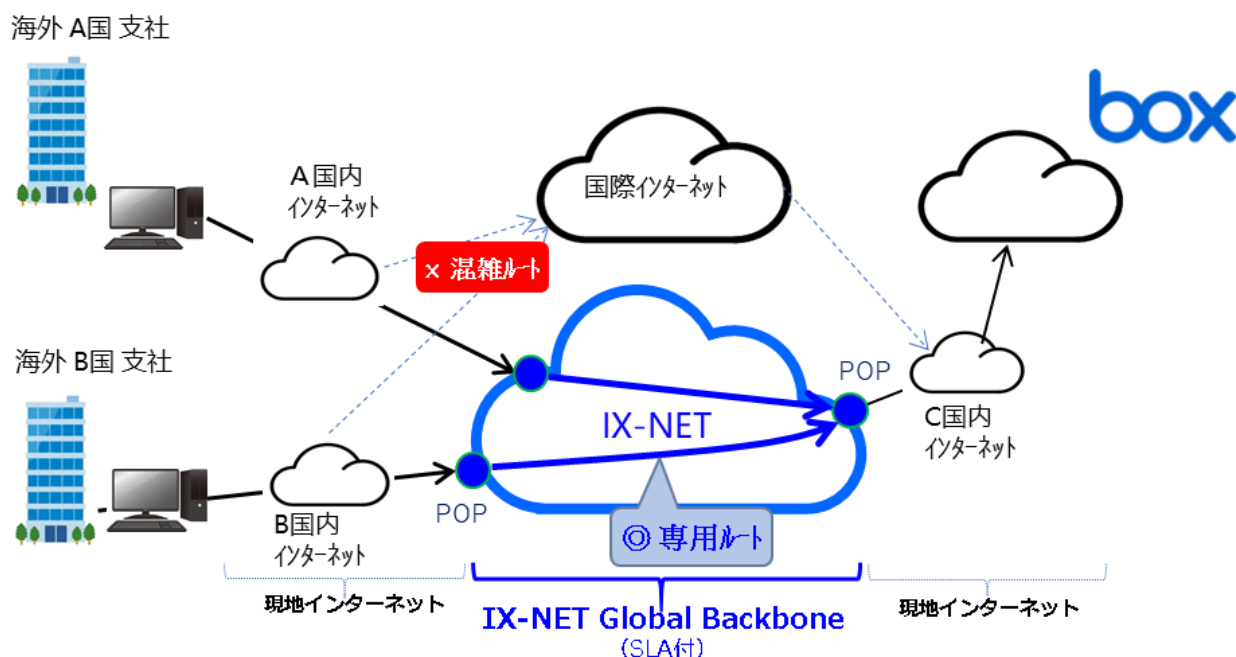 海外 A国 支社
box
A国内
インターネット
国際インターネット
× 混雑ルート
海外 B国 支社
POP
IX-NET
C国内
インターネット
POP
B国内
インターネット
◎ 専用ルート
現地インターネット
IX-NET Global Backbone
(SLA付)
現地インターネット